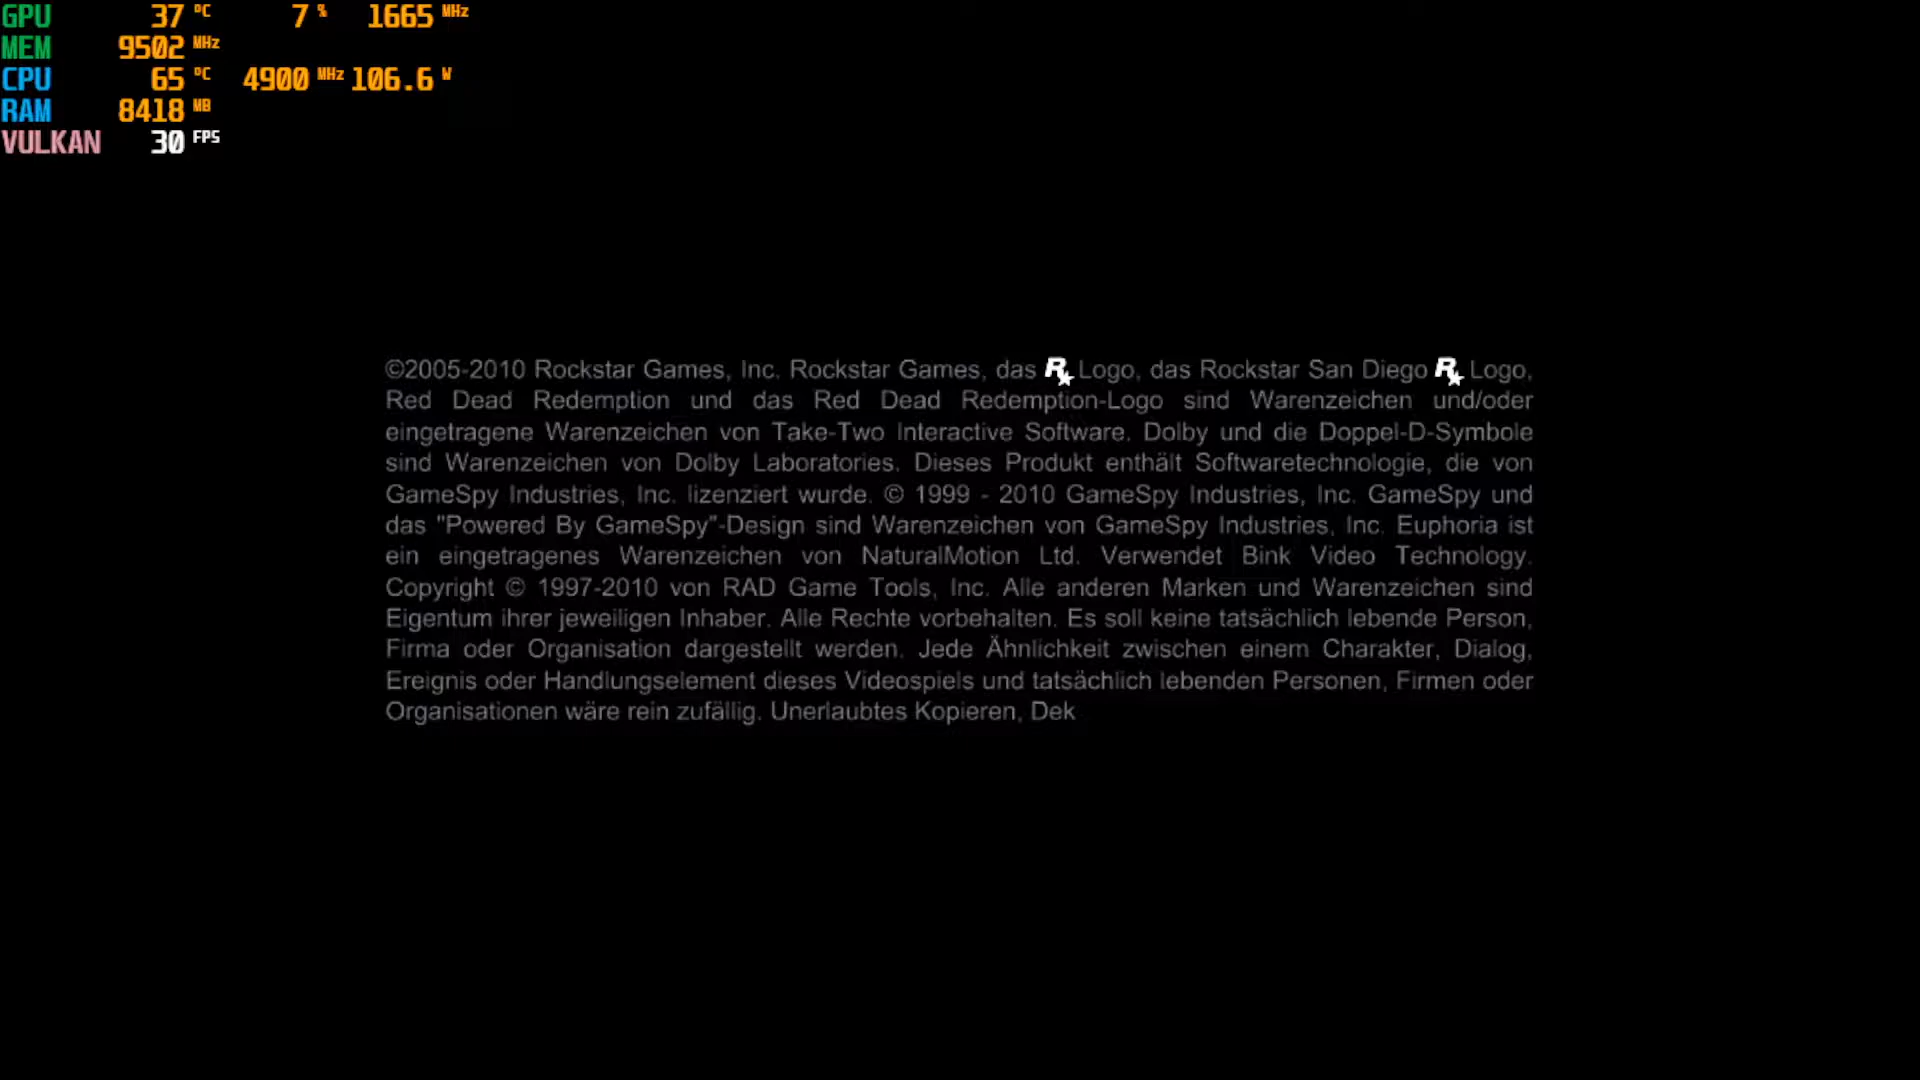 GPU 37 °C 7 % 1665 MHz
MEM 9502 MHz
CPU 65 °C 4900 MHz 106.6 W
RAM 8418 MB
VULKAN 30 FPS
©2005-2010 Rockstar Games, Inc. Rockstar Games, das R Logo, das Rockstar San Diego R Logo,
Red Dead Redemption und das Red Dead Redemption-Logo sind Warenzeichen und/oder
eingetragene Warenzeichen von Take-Two Interactive Software. Dolby und die Doppel-D-Symbole
sind Warenzeichen von Dolby Laboratories. Dieses Produkt enthält Softwaretechnologie, die von
GameSpy Industries, Inc. lizenziert wurde. © 1999 - 2010 GameSpy Industries, Inc. GameSpy und
das "Powered By GameSpy"-Design sind Warenzeichen von GameSpy Industries, Inc. Euphoria ist
ein eingetragenes Warenzeichen von NaturalMotion Ltd. Verwendet Bink Video Technology.
Copyright © 1997-2010 von RAD Game Tools, Inc. Alle anderen Marken und Warenzeichen sind
Eigentum ihrer jeweiligen Inhaber. Alle Rechte vorbehalten. Es soll keine tatsächlich lebende Person,
Firma oder Organisation dargestellt werden. Jede Ähnlichkeit zwischen einem Charakter, Dialog,
Ereignis oder Handlungselement dieses Videospiels und tatsächlich lebenden Personen, Firmen oder
Organisationen wäre rein zufällig. Unerlaubtes Kopieren, Dek